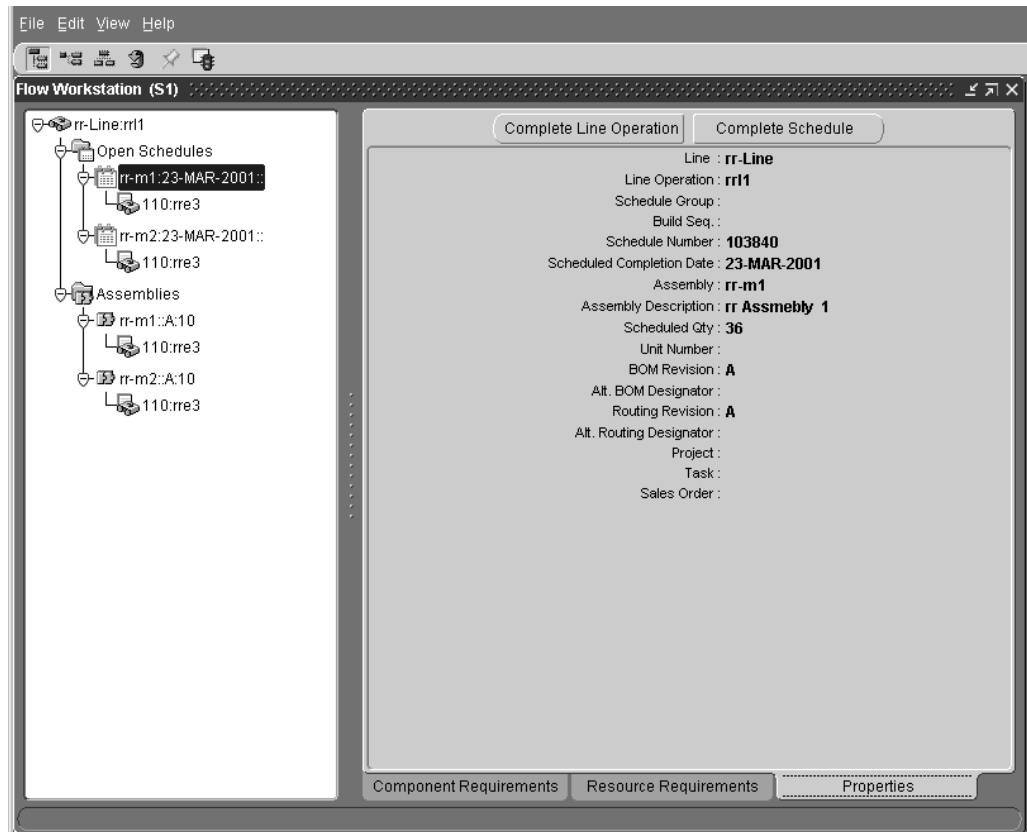 File Edit View Help
Flow Workstation (S1)
rr-Line:rrl1
Open Schedules
rr-m1:23-MAR-2001::
110:rre3
rr-m2:23-MAR-2001::
110:rre3
Assemblies
rr-m1::A:10
110:rre3
rr-m2::A:10
110:rre3
Complete Line Operation Complete Schedule
Line : rr-Line
Line Operation : rrl1
Schedule Group :
Build Seq. :
Schedule Number : 103840
Scheduled Completion Date : 23-MAR-2001
Assembly : rr-m1
Assembly Description : rr Assmebly 1
Scheduled Qty : 36
Unit Number :
BOM Revision : A
Alt. BOM Designator :
Routing Revision : A
Alt. Routing Designator :
Project :
Task :
Sales Order :
Component Requirements Resource Requirements Properties